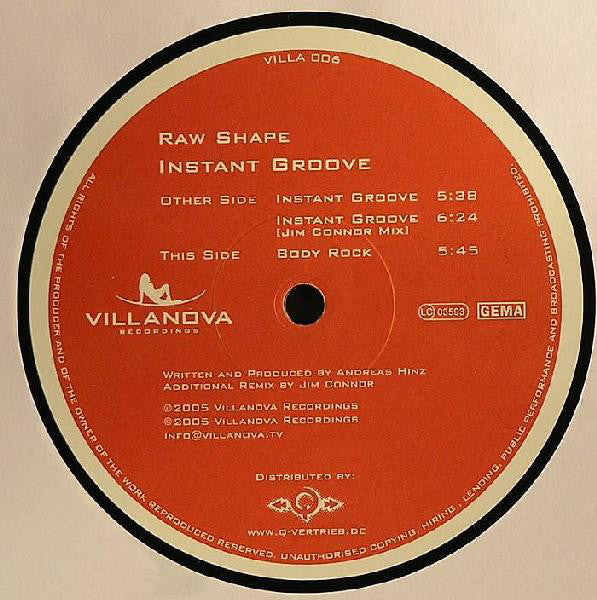 VILLA 006
RAW SHAPE
INSTANT GROOVE
OTHER SIDE INSTANT GROOVE 5:38
INSTANT GROOVE 6:24
[JIM CONNOR MIX]
THIS SIDE BODY ROCK 5:45
VILLANOVA
RECORDINGS
LC 03593 GEMA
WRITTEN AND PRODUCED BY ANDREAS HINZ
ADDITIONAL REMIX BY JIM CONNOR
℗2005 VILLANOVA RECORDINGS
©2005 VILLANOVA RECORDINGS
INFO@VILLANOVA.TV
DISTRIBUTED BY:
Q
WWW.Q-VERTRIEB.DE
ALL RIGHTS OF THE PRODUCER AND OF THE OWNER OF THE WORK REPRODUCED RESERVED. UNAUTHORISED COPYING, HIRING, LENDING, PUBLIC PERFORMANCE AND BROADCASTING PROHIBITED.